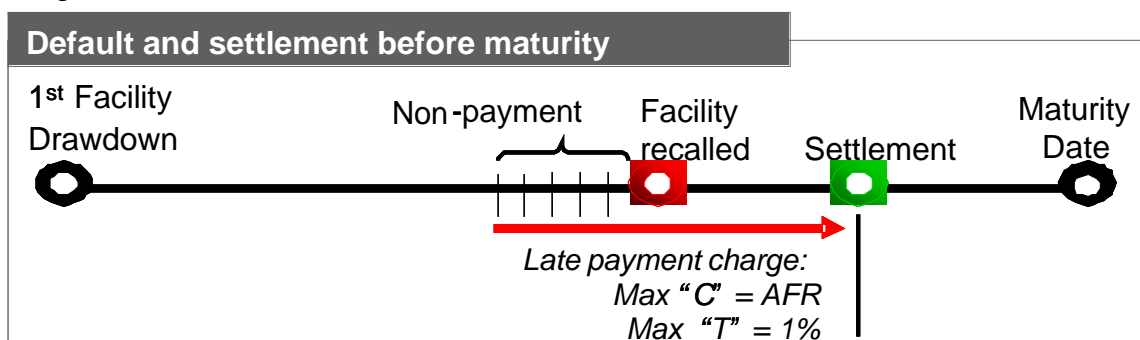 Default and settlement before maturity
1st Facility
Drawdown
Non-payment
Facility
recalled
Settlement
Maturity
Date
Late payment charge:
Max “C” = AFR
Max “T” = 1%